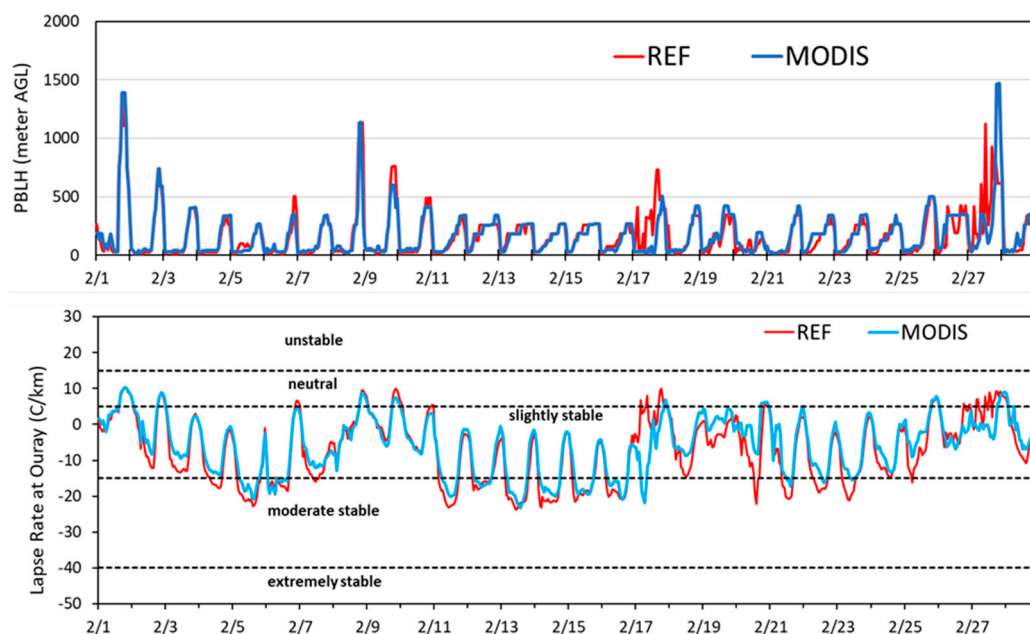 PBLH (meter AGL)
2000
1500
1000
500
0
REF MODIS
2/1 2/3 2/5 2/7 2/9 2/11 2/13 2/15 2/17 2/19 2/21 2/23 2/25 2/27
Lapse Rate at Ouray (C/km)
30
20
10
0
-10
-20
-30
-40
-50
REF MODIS
unstable
neutral
slightly stable
moderate stable
extremely stable
2/1 2/3 2/5 2/7 2/9 2/11 2/13 2/15 2/17 2/19 2/21 2/23 2/25 2/27